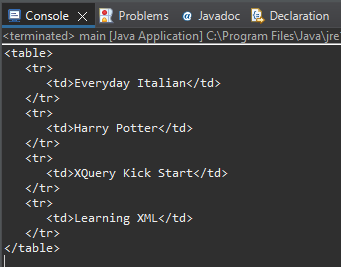 Console Problems @ Javadoc Declaration
<terminated> main [Java Application] C:\Program Files\Java\jre
<table>
   <tr>
      <td>Everyday Italian</td>
   </tr>
   <tr>
      <td>Harry Potter</td>
   </tr>
   <tr>
      <td>XQuery Kick Start</td>
   </tr>
   <tr>
      <td>Learning XML</td>
   </tr>
</table>